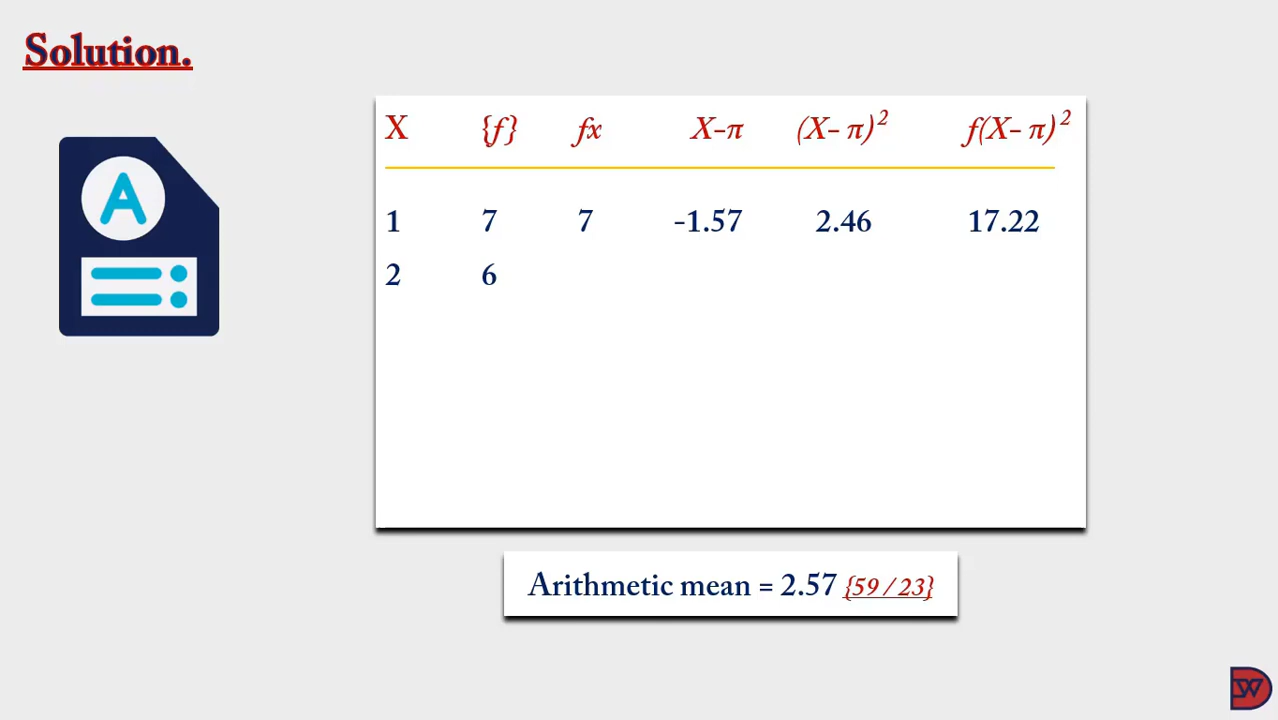 Solution.
A
X {f} fx X-π (X- π)² f(X- π)²
1 7 7 -1.57 2.46 17.22
2 6
Arithmetic mean = 2.57 {59 / 23}
DW